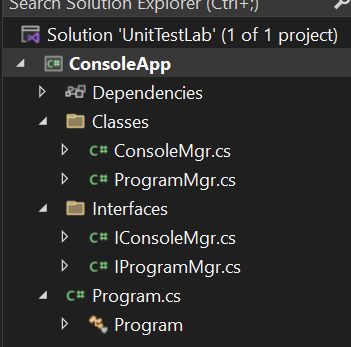 Search Solution Explorer (Ctrl+;)
Solution 'UnitTestLab' (1 of 1 project)
ConsoleApp
Dependencies
Classes
C# ConsoleMgr.cs
C# ProgramMgr.cs
Interfaces
C# IConsoleMgr.cs
C# IProgramMgr.cs
C# Program.cs
Program